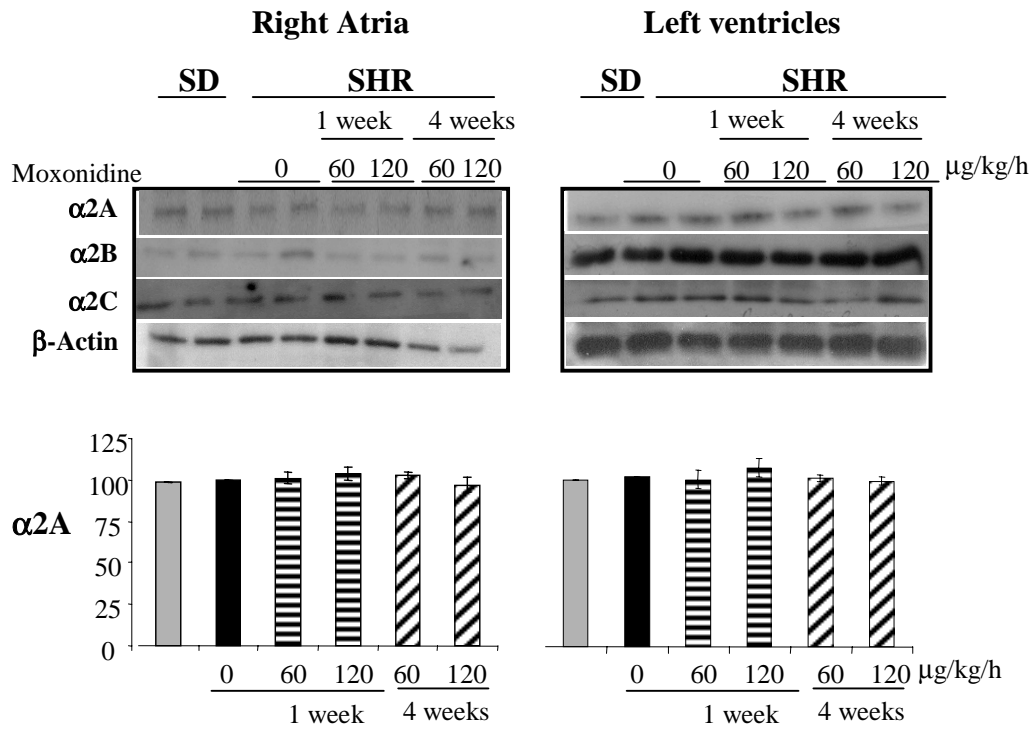 Right Atria Left ventricles
SD SHR SD SHR
1 week 4 weeks 1 week 4 weeks
Moxonidine 0 60 120 60 120 0 60 120 60 120 µg/kg/h
α2A
α2B
α2C
β-Actin
125
100
75
50
25
0
α2A
0 60 120 60 120 0 60 120 60 120 µg/kg/h
1 week 4 weeks 1 week 4 weeks